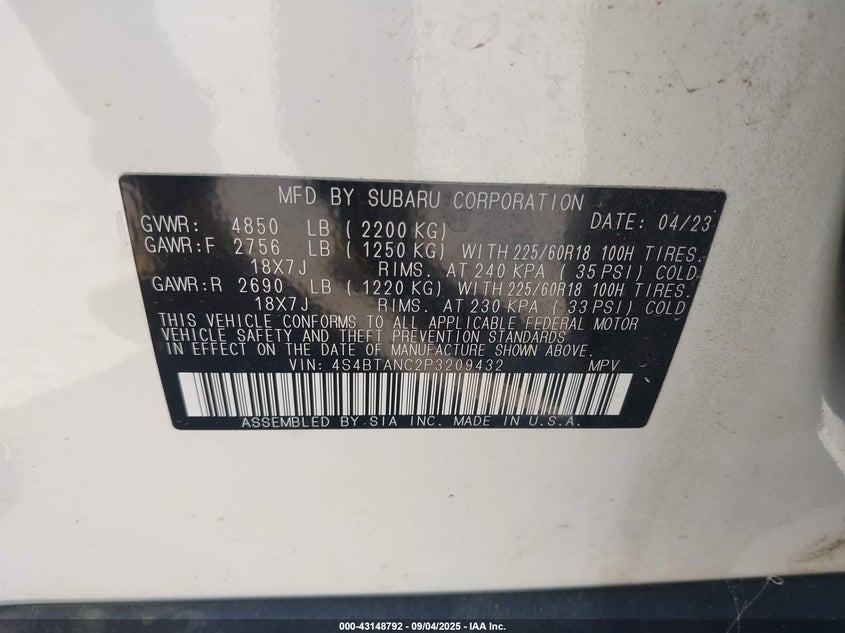 MFD BY SUBARU CORPORATION
GVWR: 4850 LB ( 2200 KG) DATE: 04/23
GAWR:F 2756 LB ( 1250 KG) WITH 225/60R18 100H TIRES.
18X7J RIMS. AT 240 KPA ( 35 PSI) COLD
GAWR:R 2690 LB ( 1220 KG) WITH 225/60R18 100H TIRES.
18X7J RIMS. AT 230 KPA ( 33 PSI) COLD
THIS VEHICLE CONFORMS TO ALL APPLICABLE FEDERAL MOTOR
VEHICLE SAFETY AND THEFT PREVENTION STANDARDS
IN EFFECT ON THE DATE OF MANUFACTURE SHOWN ABOVE.
VIN: 4S4BTANC2P3209432 MPV
ASSEMBLED BY SIA INC. MADE IN U.S.A.
000-43148792 - 09/04/2025 - IAA Inc.